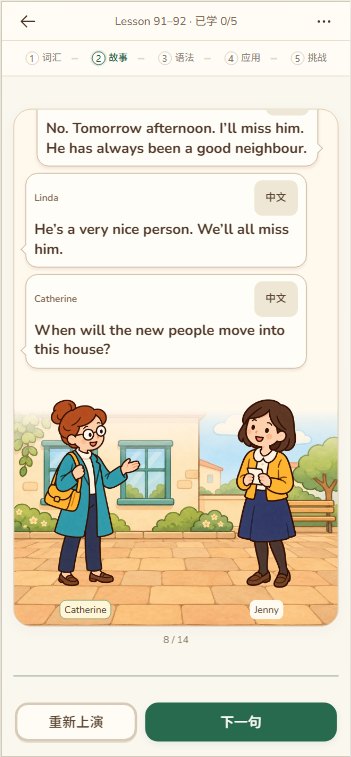 Lesson 91–92 · 已学 0/5
1 词汇 – 2 故事 – 3 语法 – 4 应用 – 5 挑战
No. Tomorrow afternoon. I'll miss him.
He has always been a good neighbour.
Linda
中文
He's a very nice person. We'll all miss
him.
Catherine
中文
When will the new people move into
this house?
Catherine
Jenny
8 / 14
重新上演
下一句